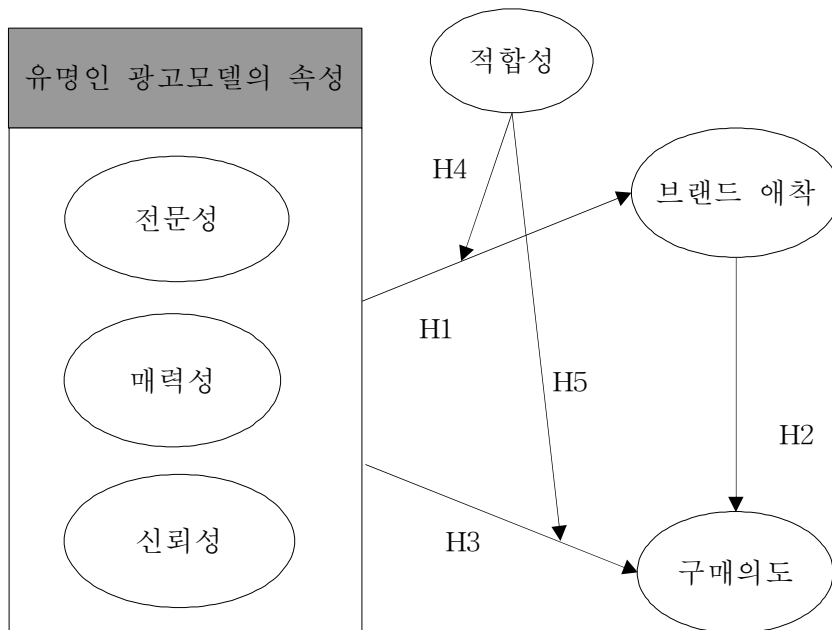 유명인 광고모델의 속성
전문성
매력성
신뢰성
적합성
H4
브랜드 애착
H1
H5
H2
H3
구매의도